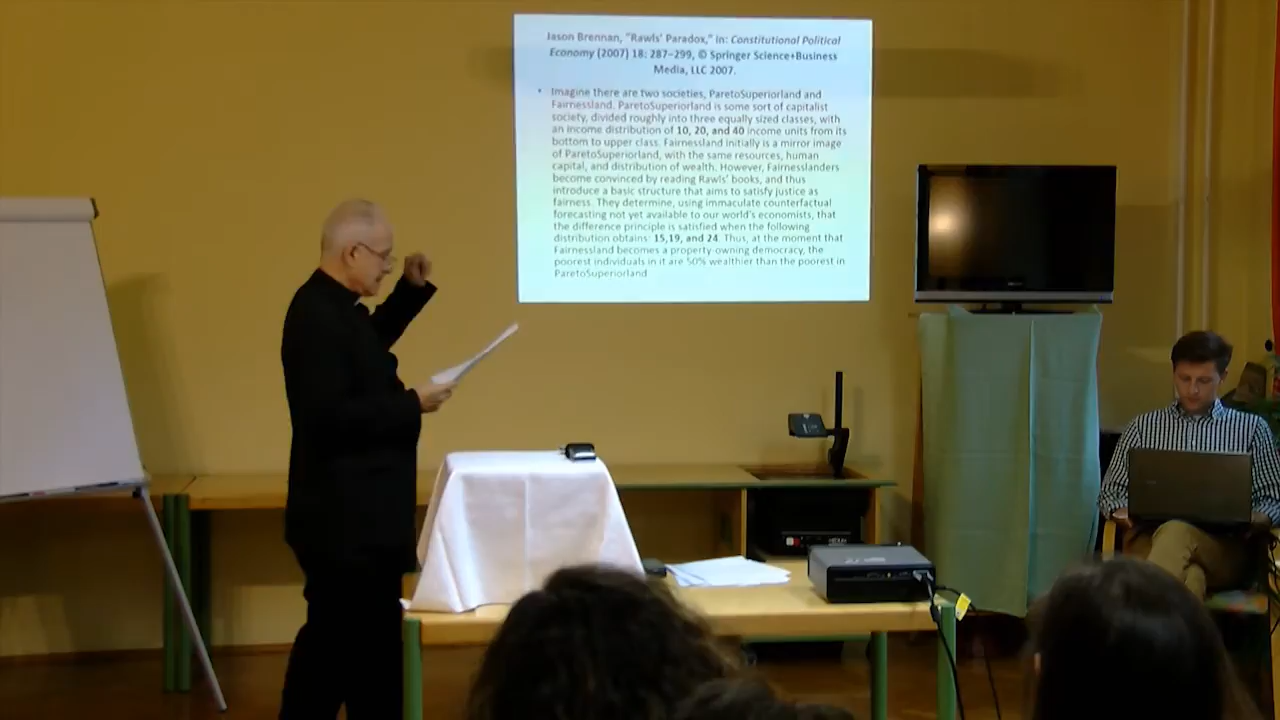 Jason Brennan, "Rawls' Paradox," in: Constitutional Political
Economy (2007) 18: 287–299, © Springer Science+Business
Media, LLC 2007.
• Imagine there are two societies, ParetoSuperiorland and
Fairnessland. ParetoSuperiorland is some sort of capitalist
society, divided roughly into three equally sized classes, with
an income distribution of 10, 20, and 40 income units from its
bottom to upper class. Fairnessland initially is a mirror image
of ParetoSuperiorland, with the same resources, human
capital, and distribution of wealth. However, Fairnesslanders
become convinced by reading Rawls' books, and thus
introduce a basic structure that aims to satisfy justice as
fairness. They determine, using immaculate counterfactual
forecasting not yet available to our world's economists, that
the difference principle is satisfied when the following
distribution obtains: 15,19, and 24. Thus, at the moment that
Fairnessland becomes a property-owning democracy, the
poorest individuals in it are 50% wealthier than the poorest in
ParetoSuperiorland